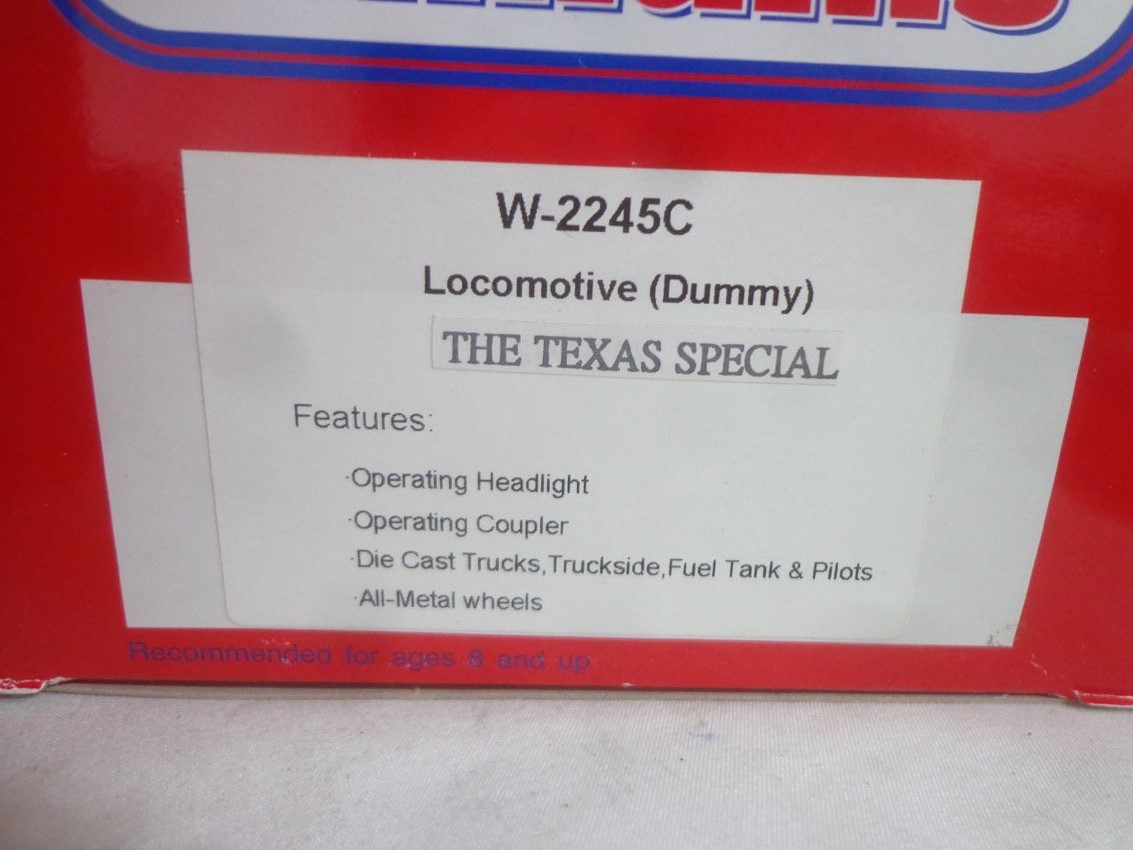 W-2245C
Locomotive (Dummy)
THE TEXAS SPECIAL
Features:
·Operating Headlight
·Operating Coupler
·Die Cast Trucks,Truckside,Fuel Tank & Pilots
·All-Metal wheels
Recommended for ages 8 and up